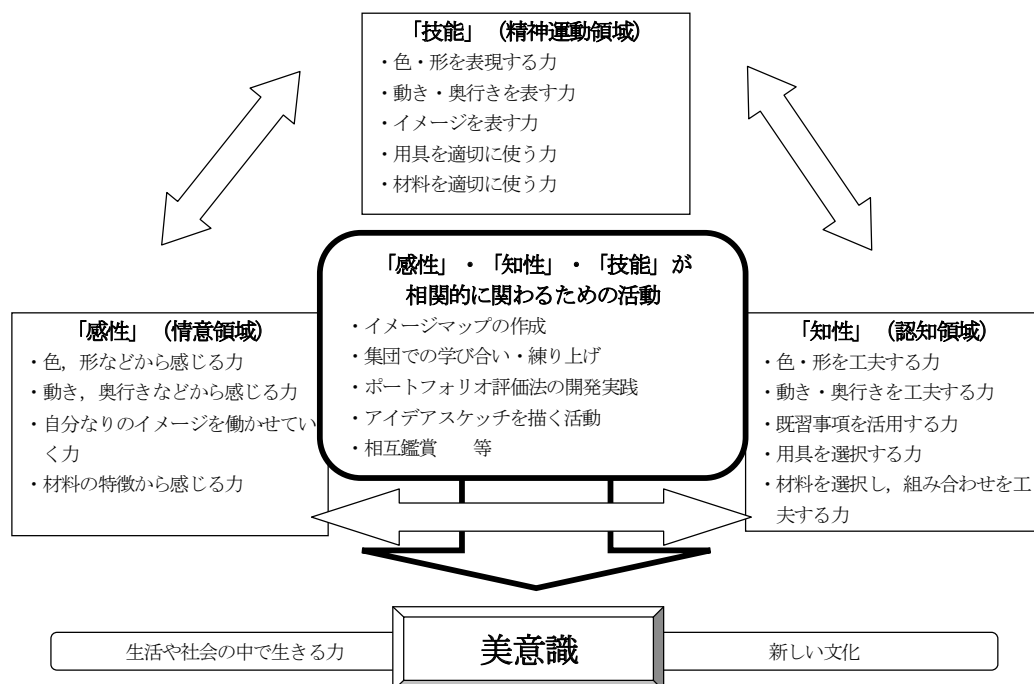 「技能」（精神運動領域）
・色・形を表現する力
・動き・奥行きを表す力
・イメージを表す力
・用具を適切に使う力
・材料を適切に使う力
「感性」・「知性」・「技能」が
相関的に関わるための活動
・イメージマップの作成
・集団での学び合い・練り上げ
・ポートフォリオ評価法の開発実践
・アイデアスケッチを描く活動
・相互鑑賞　等
「感性」（情意領域）
・色，形などから感じる力
・動き，奥行きなどから感じる力
・自分なりのイメージを働かせてい
く力
・材料の特徴から感じる力
「知性」（認知領域）
・色・形を工夫する力
・動き・奥行きを工夫する力
・既習事項を活用する力
・用具を選択する力
・材料を選択し，組み合わせを工
夫する力
生活や社会の中で生きる力
美意識
新しい文化